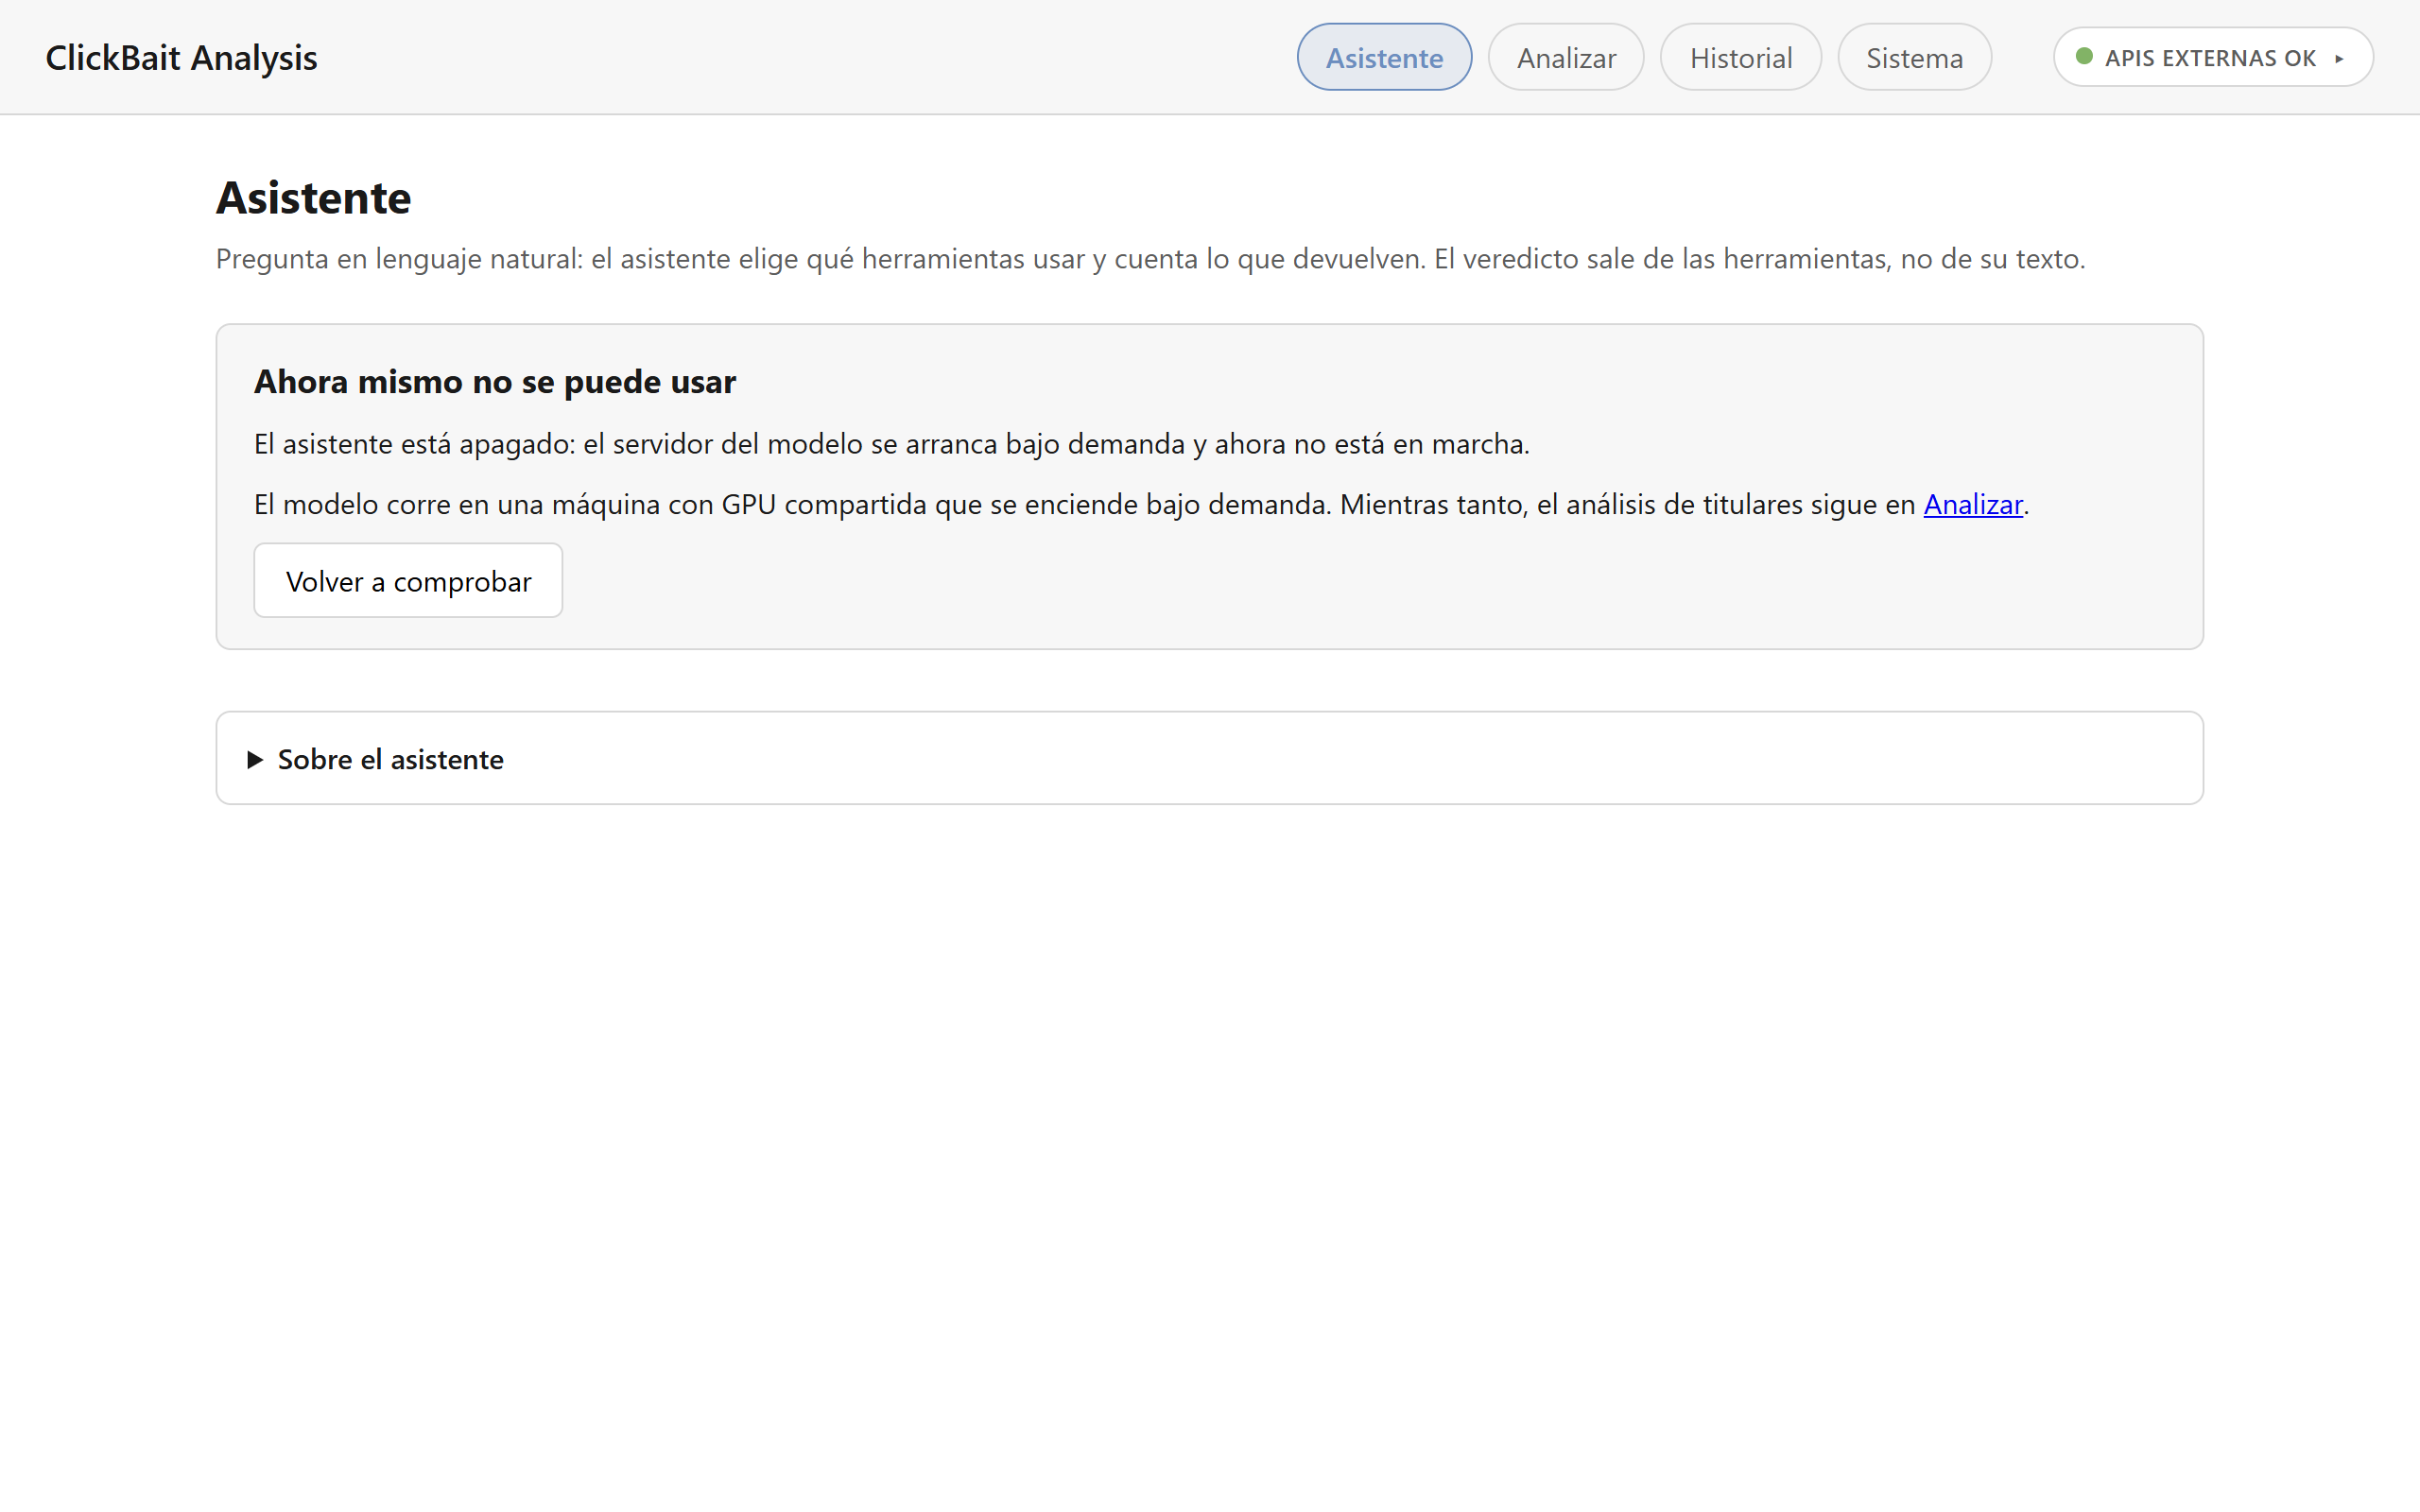 ClickBait Analysis
Asistente
Analizar
Historial
Sistema
APIS EXTERNAS OK
Asistente
Pregunta en lenguaje natural: el asistente elige qué herramientas usar y cuenta lo que devuelven. El veredicto sale de las herramientas, no de su texto.
Ahora mismo no se puede usar
El asistente está apagado: el servidor del modelo se arranca bajo demanda y ahora no está en marcha.
El modelo corre en una máquina con GPU compartida que se enciende bajo demanda. Mientras tanto, el análisis de titulares sigue en Analizar.
Volver a comprobar
Sobre el asistente